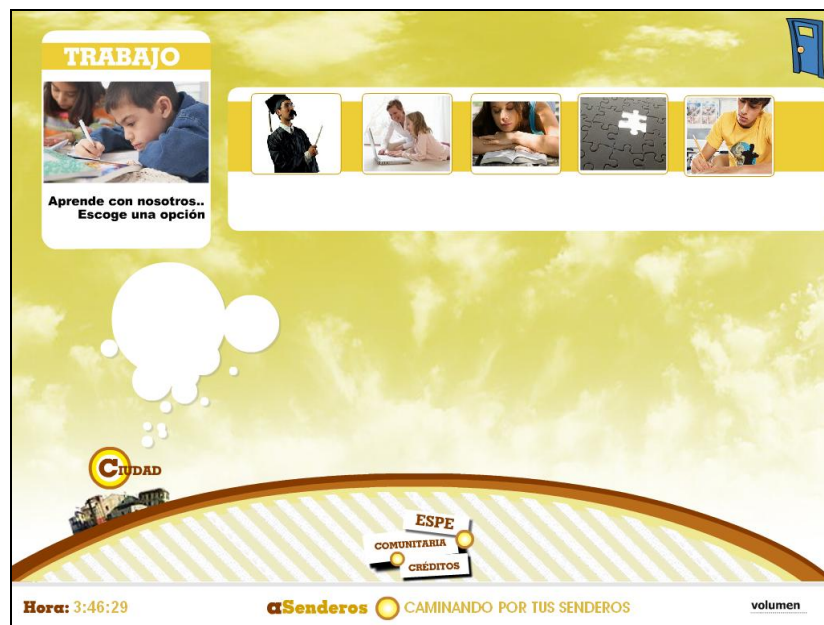 TRABAJO
Aprende con nosotros..
Escoge una opción
CIUDAD
ESPE
COMUNITARIA
CRÉDITOS
Hora: 3:46:29
aSenderos CAMINANDO POR TUS SENDEROS
volumen